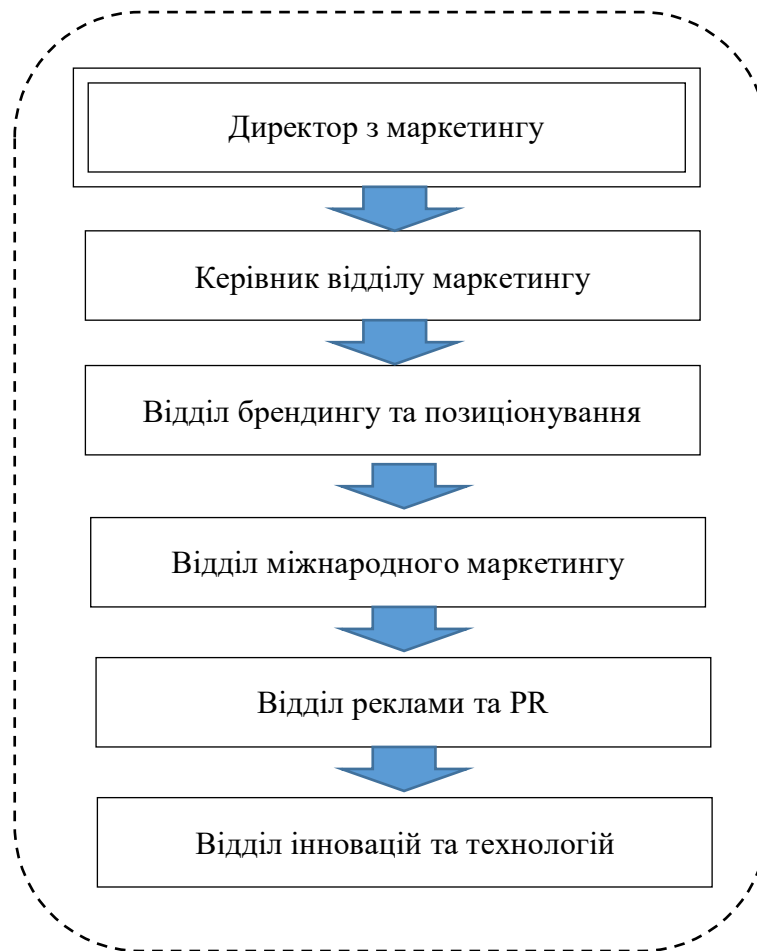 Директор з маркетингу
Керівник відділу маркетингу
Відділ брендингу та позиціонування
Відділ міжнародного маркетингу
Відділ реклами та PR
Відділ інновацій та технологій